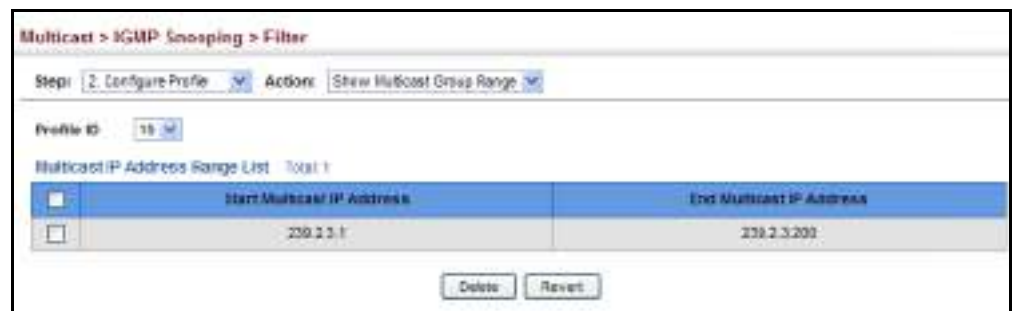 Multicast > IGMP Snooping > Filter
Step: 2. Configure Profile Action: Show Multicast Group Range
Profile ID 19
Multicast IP Address Range List Total: 1
Start Multicast IP Address End Multicast IP Address
239.2.3.1 239.2.3.200
Delete Revert